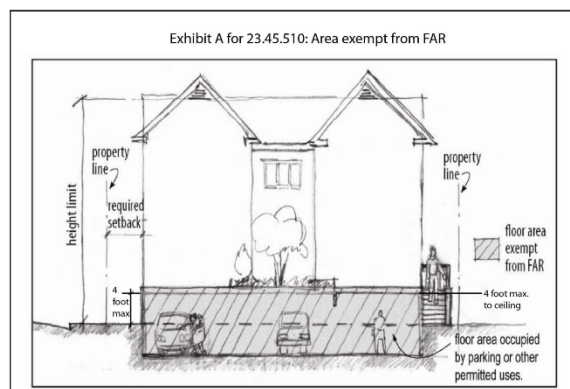 Exhibit A for 23.45.510: Area exempt from FAR
height limit
property
line
required
setback
property
line
floor area
exempt
from FAR
4
foot
max.
4 foot max.
to ceiling
floor area occupied
by parking or other
permitted uses.